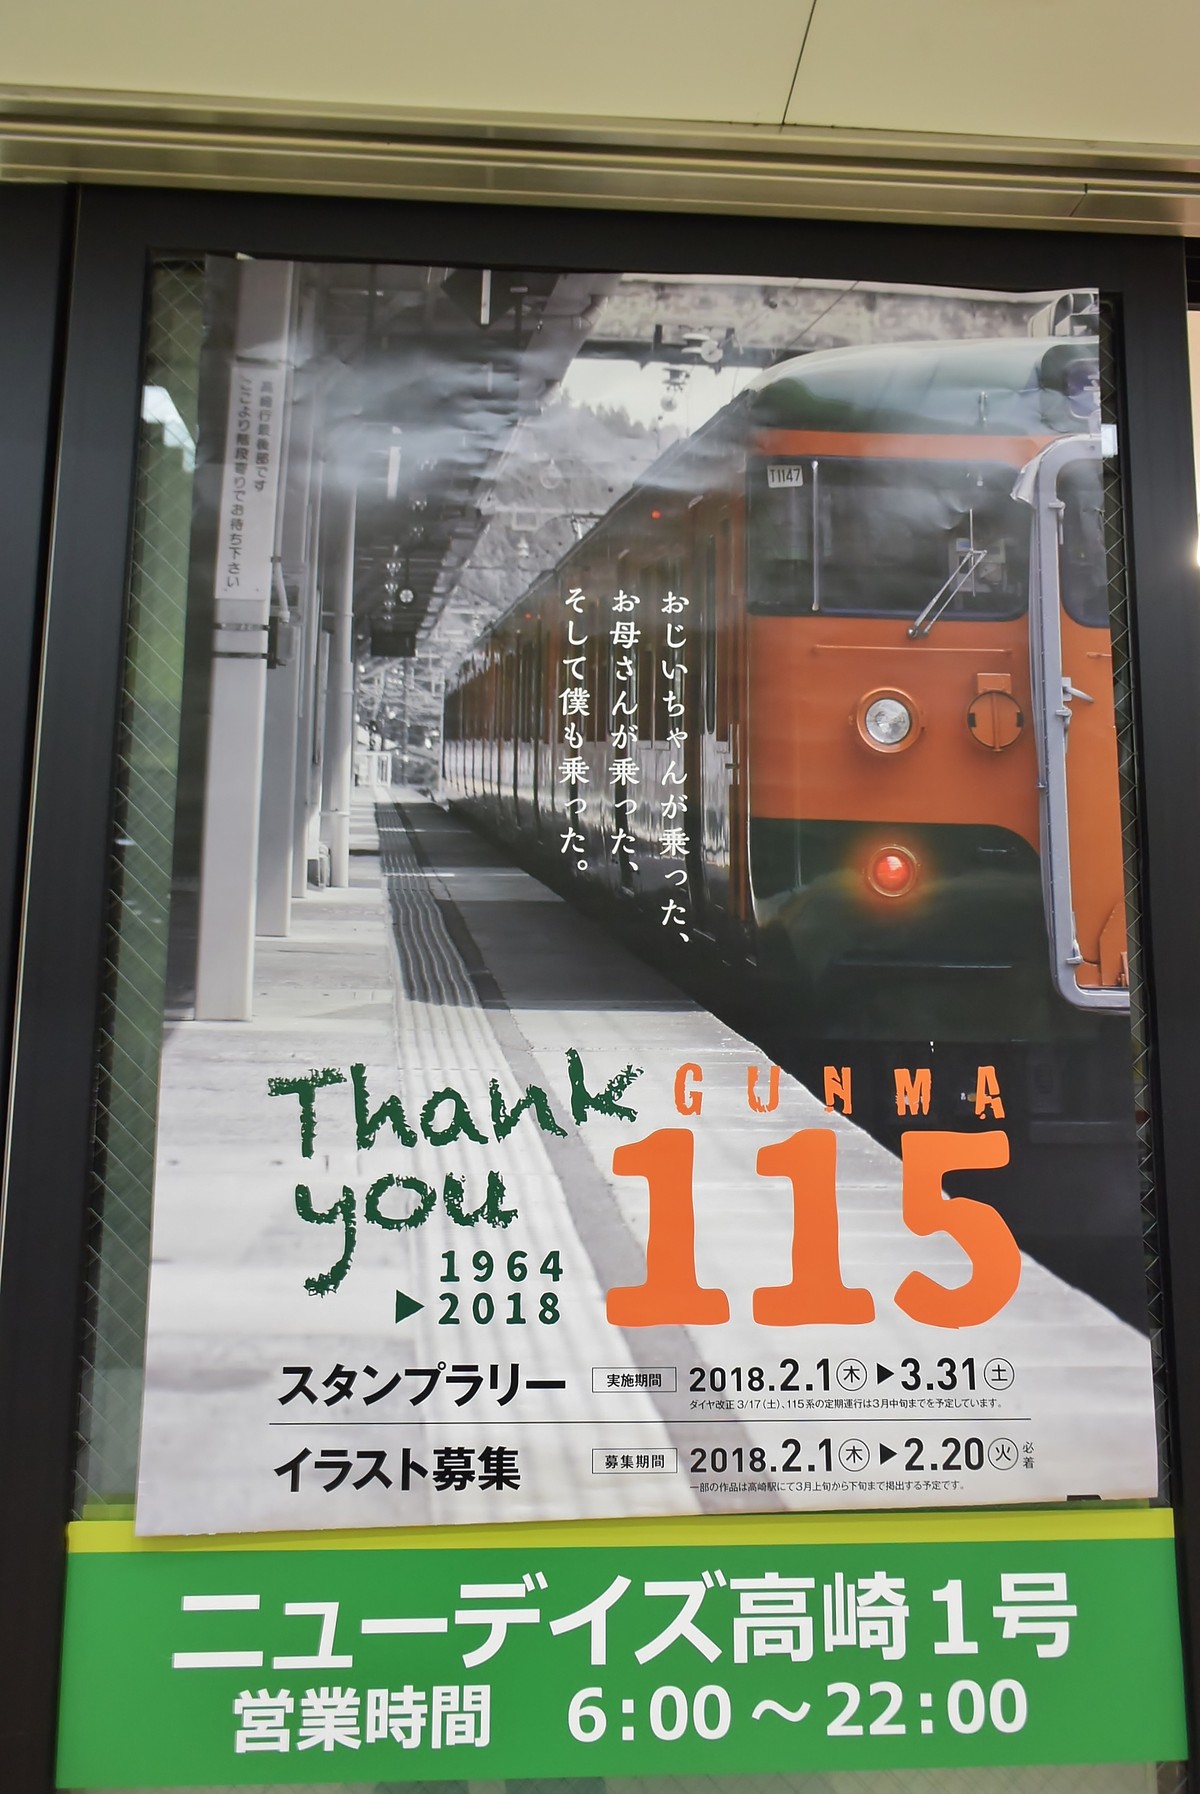 高崎行最後部です
ここより階段寄りでお待ち下さい
T1147
おじいちゃんが乗った、
お母さんが乗った、
そして僕も乗った。
Thank
you
1964
▶2018
GUNMA
115
スタンプラリー 実施期間 2018.2.1㊍▶3.31㊏
ダイヤ改正3/17(土)、115系の定期運行は3月中旬までを予定しています。
イラスト募集 募集期間 2018.2.1㊍▶2.20㊋必着
一部の作品は高崎駅にて3月上旬から下旬まで掲出する予定です。
ニューデイズ高崎1号
営業時間 6:00～22:00